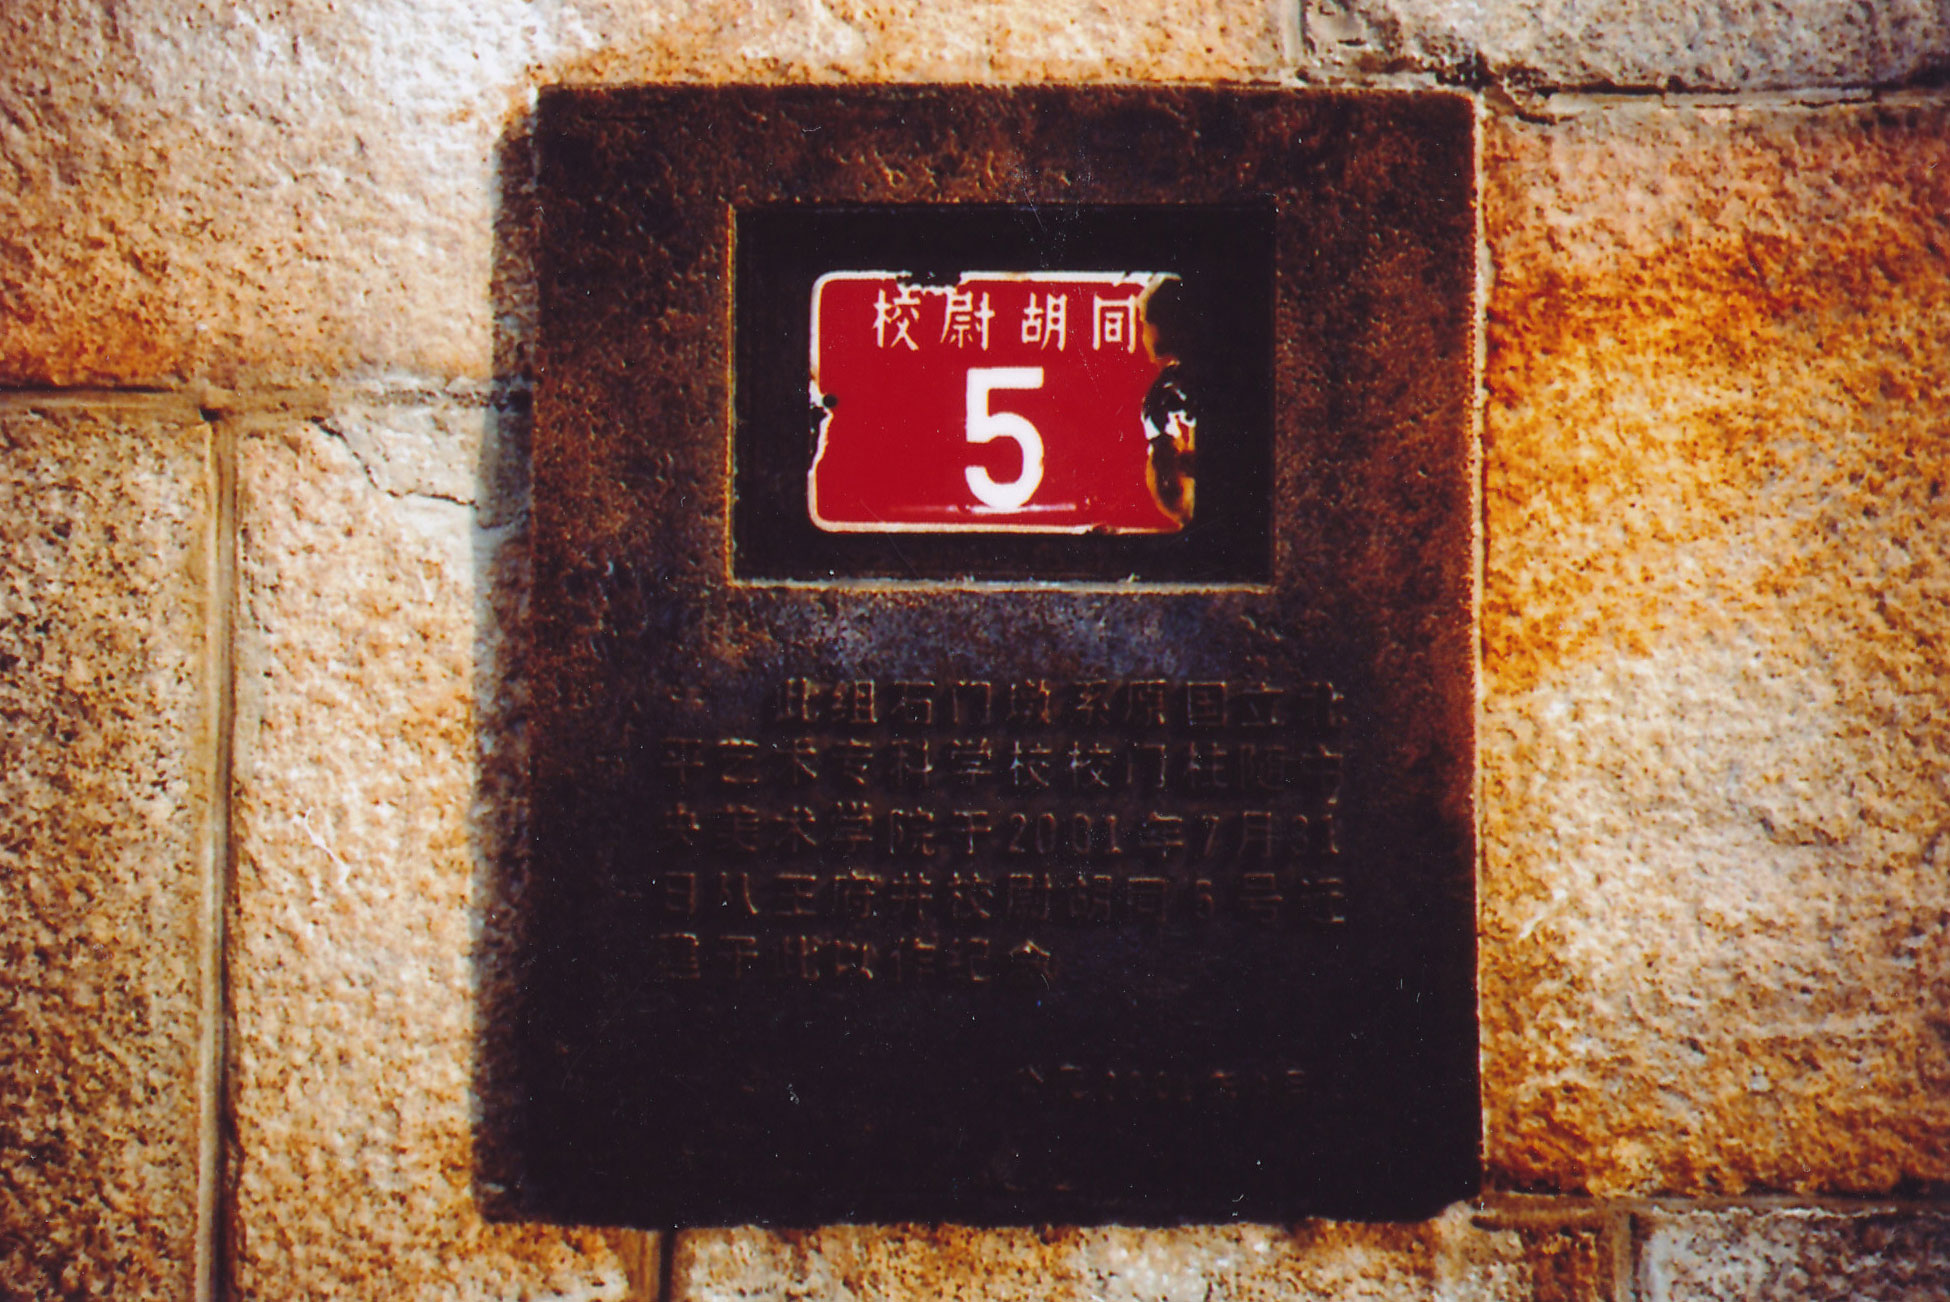 校尉胡同
5
此组石门墩系原国立北
平艺术专科学校校门柱随中
央美术学院于2001年7月31
日从王府井校尉胡同5号迁
至于此以作纪念